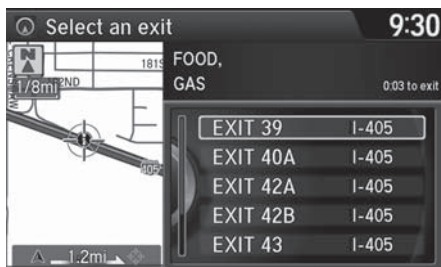 Select an exit
9:30
N
1/8mi
181S
2ND
405
1.2mi
FOOD,
GAS
0:03 to exit
EXIT 39 I-405
EXIT 40A I-405
EXIT 42A I-405
EXIT 42B I-405
EXIT 43 I-405